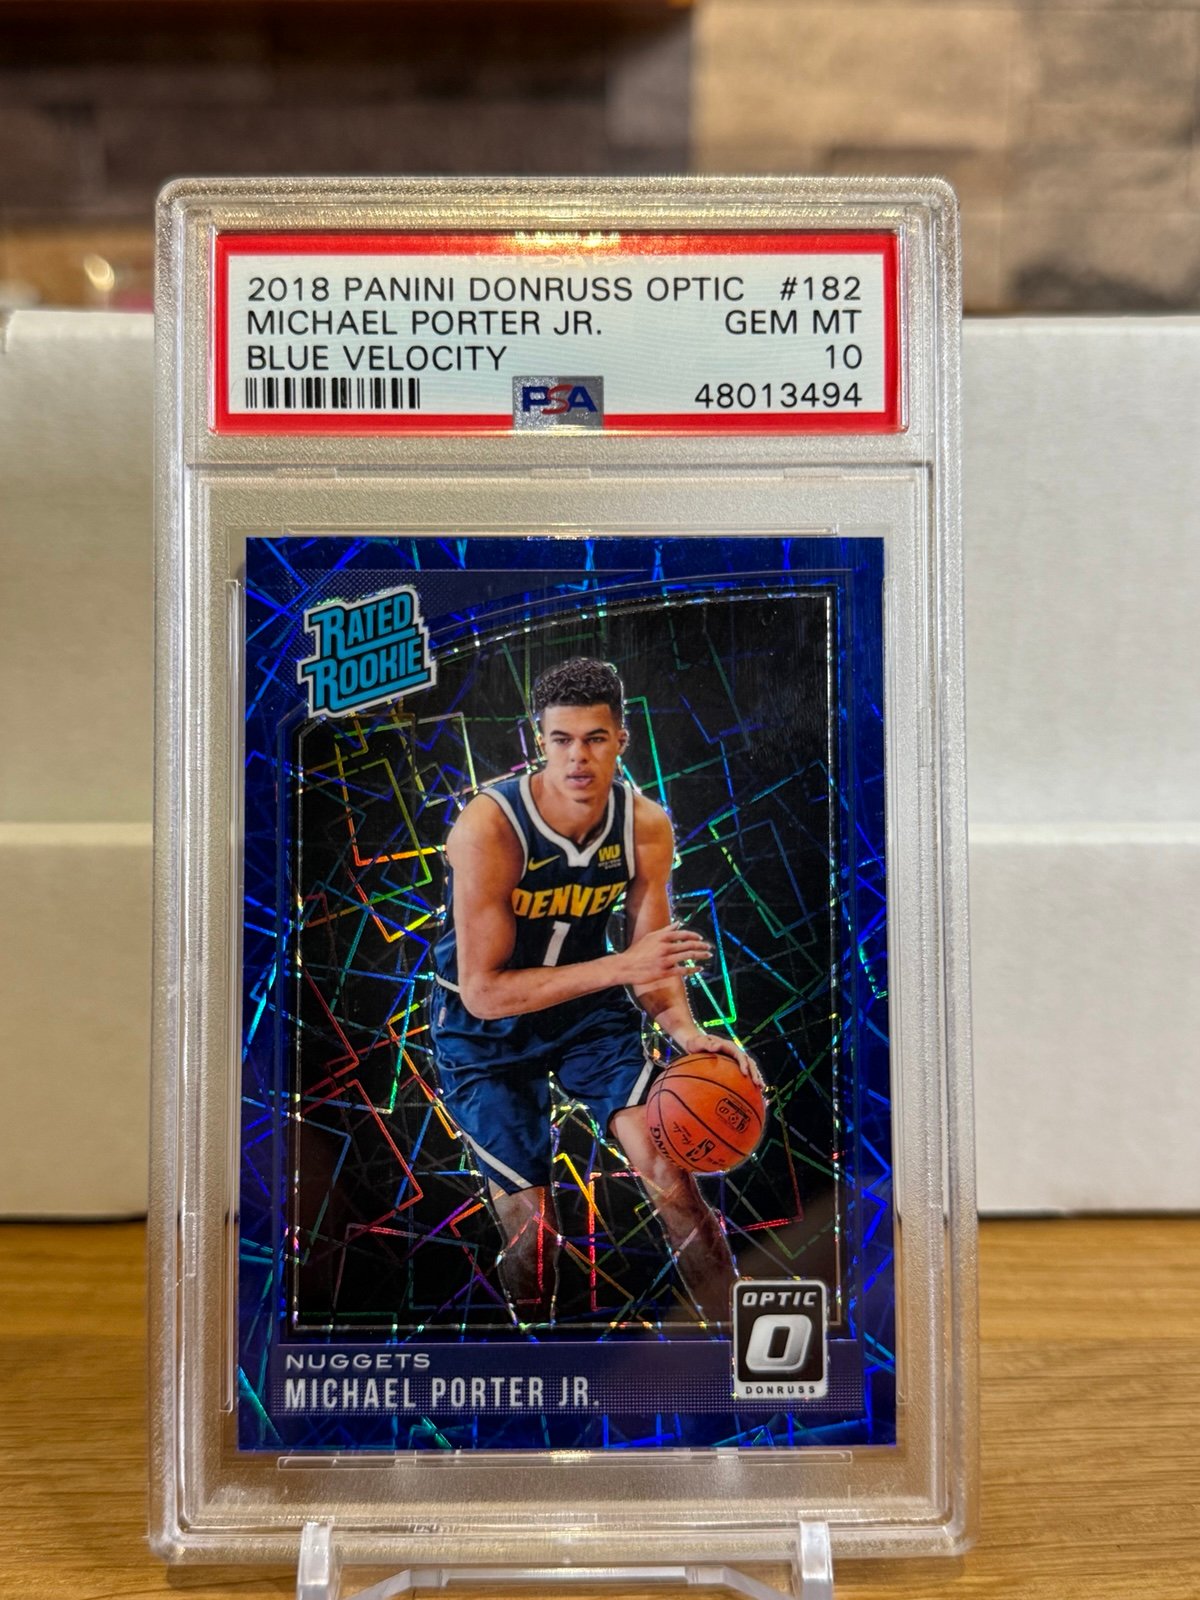 2018 PANINI DONRUSS OPTIC #182
MICHAEL PORTER JR. GEM MT
BLUE VELOCITY 10
PSA 48013494
RATED
ROOKIE
WU
DENVER
1
OPTIC
O
DONRUSS
NUGGETS
MICHAEL PORTER JR.